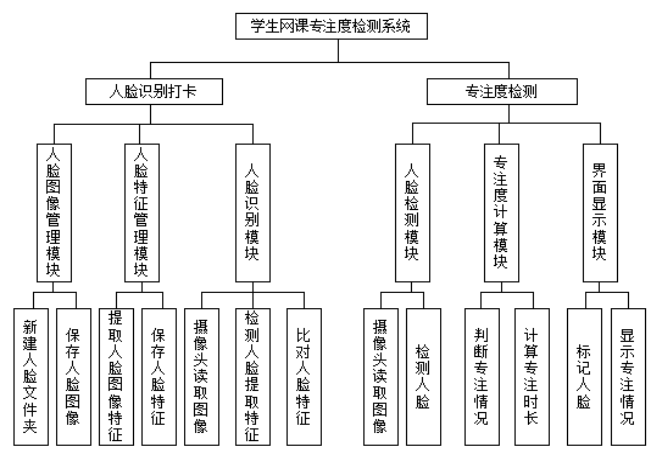 学生网课专注度检测系统
人脸识别打卡
专注度检测
人脸图像管理模块
人脸特征管理模块
人脸识别模块
人脸检测模块
专注度计算模块
界面显示模块
新建人脸文件夹
保存人脸图像
提取人脸图像特征
保存人脸特征
摄像头读取图像
检测人脸提取特征
比对人脸特征
摄像头读取图像
检测人脸
判断专注情况
计算专注时长
标记人脸
显示专注情况